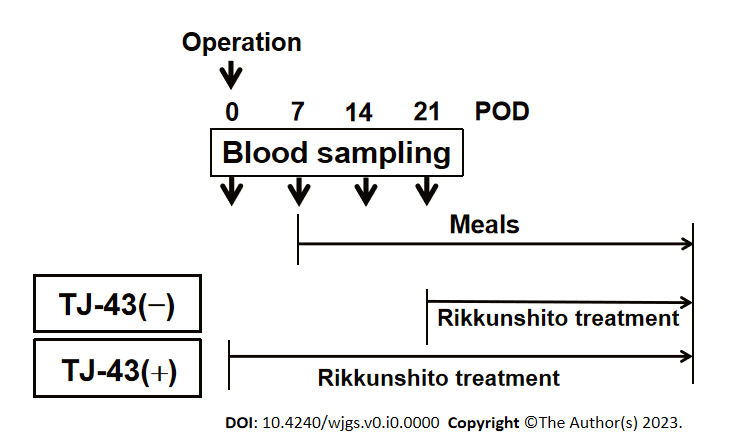 Operation
0 7 14 21 POD
Blood sampling
Meals
TJ-43(−)
Rikkunshito treatment
TJ-43(+)
Rikkunshito treatment
DOI: 10.4240/wjgs.v0.i0.0000 Copyright ©The Author(s) 2023.